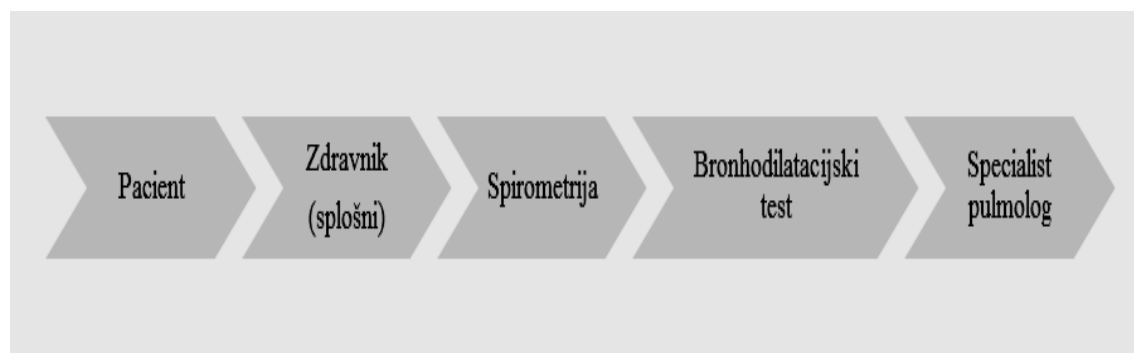 Pacient
Zdravnik
(splošni)
Spirometrija
Bronhodilatacijski
test
Specialist
pulmolog